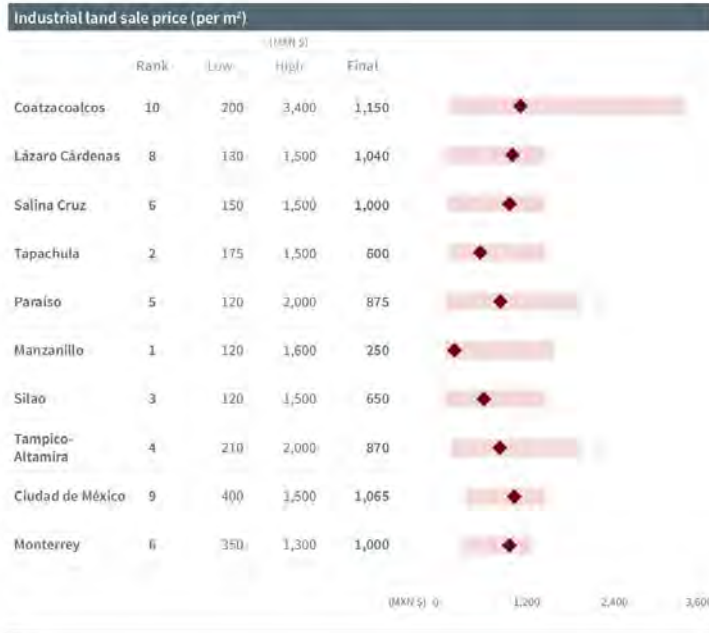 Industrial land sale price (per m²)
(MXN $)
Rank Low High Final
Coatzacoalcos 10 200 3,400 1,150
Lázaro Cárdenas 8 130 1,500 1,040
Salina Cruz 6 150 1,500 1,000
Tapachula 2 175 1,500 600
Paraíso 5 120 2,000 875
Manzanillo 1 120 1,600 250
Silao 3 120 1,500 650
Tampico-
Altamira 4 210 2,000 870
Ciudad de México 9 400 1,500 1,065
Monterrey 6 350 1,300 1,000
(MXN $) 0 1,200 2,400 3,600